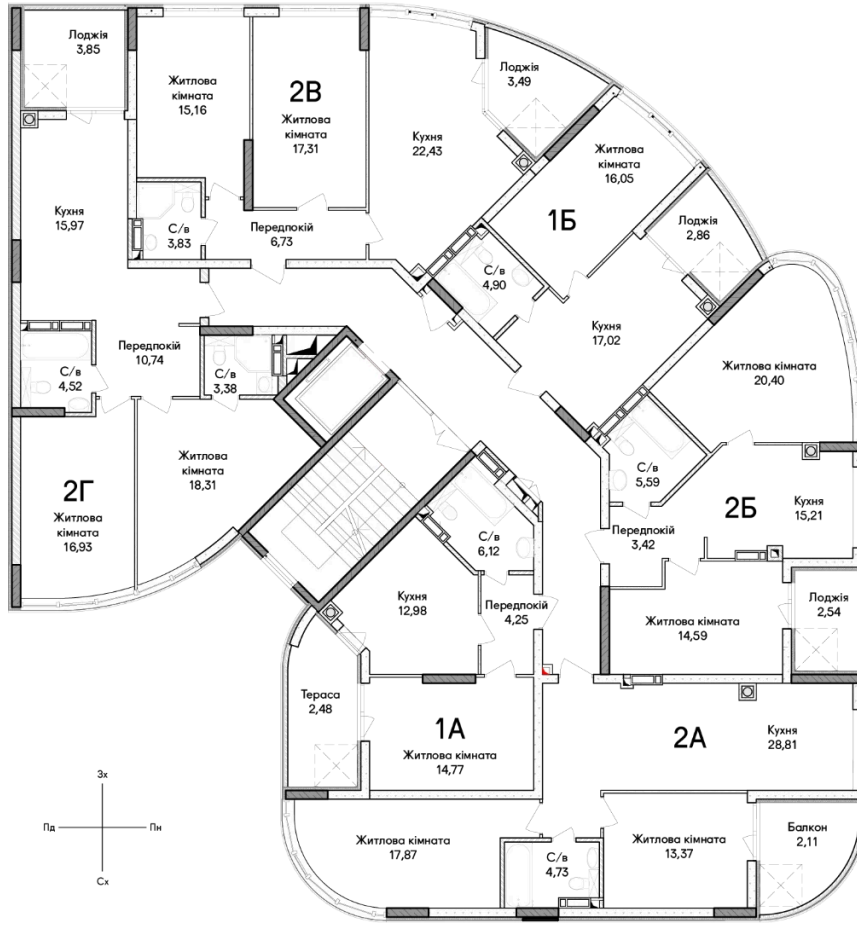 Лоджія
3,85
Житлова
кімната
15,16
2В
Житлова
кімната
17,31
Кухня
22,43
Лоджія
3,49
Житлова
кімната
16,05
1Б
Лоджія
2,86
Кухня
15,97
С/в
3,83
Передпокій
6,73
С/в
4,90
Кухня
17,02
Житлова кімната
20,40
Передпокій
10,74
С/в
4,52
С/в
3,38
Житлова
кімната
18,31
2Г
Житлова
кімната
16,93
С/в
5,59
2Б
Кухня
15,21
Передпокій
3,42
С/в
6,12
Кухня
12,98
Передпокій
4,25
Житлова кімната
14,59
Лоджія
2,54
Тераса
2,48
1А
Житлова кімната
14,77
2А
Кухня
28,81
Житлова кімната
17,87
С/в
4,73
Житлова кімната
13,37
Балкон
2,11
Зх
Пд
Пн
Сх